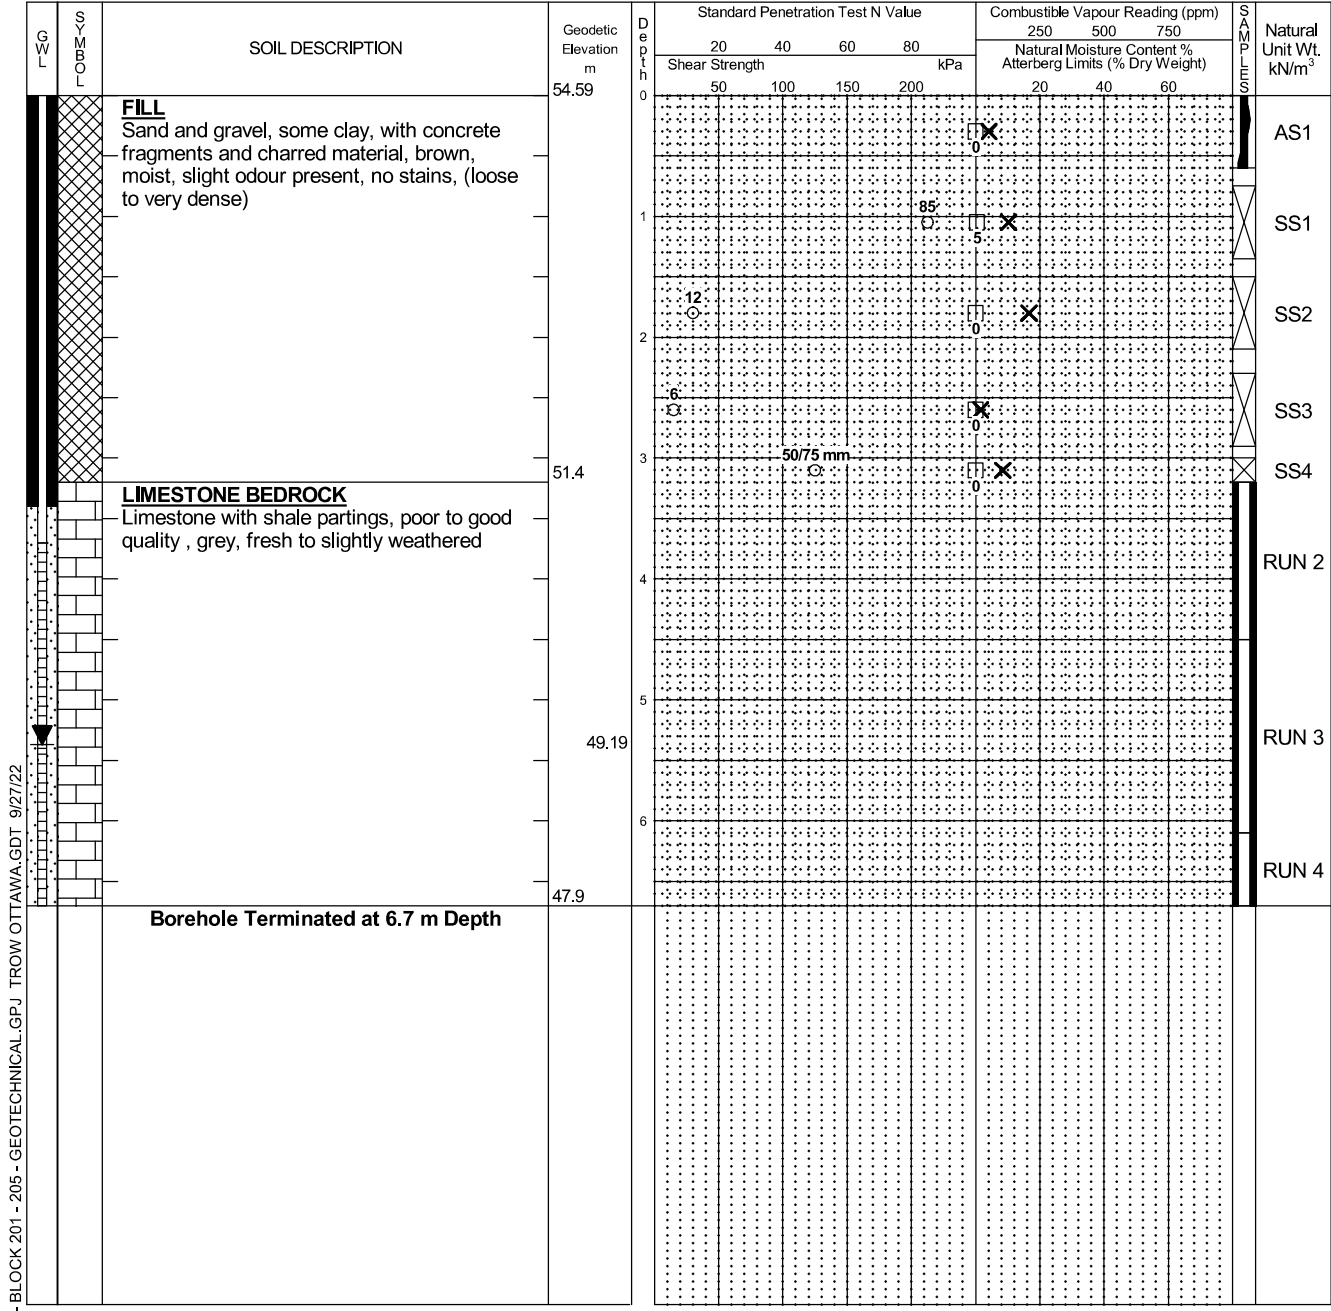 GWL
SYMBOL
SOIL DESCRIPTION
Geodetic
Elevation
m
Depth
Standard Penetration Test N Value
20 40 60 80
Shear Strength kPa
50 100 150 200
Combustible Vapour Reading (ppm)
250 500 750
Natural Moisture Content %
Atterberg Limits (% Dry Weight)
20 40 60
SAMPLES
Natural
Unit Wt.
kN/m³
54.59
0
FILL
Sand and gravel, some clay, with concrete
fragments and charred material, brown,
moist, slight odour present, no stains, (loose
to very dense)
0
AS1
1
85
5
SS1
12
0
SS2
2
6
0
SS3
3
50/75 mm
0
SS4
51.4
LIMESTONE BEDROCK
Limestone with shale partings, poor to good
quality , grey, fresh to slightly weathered
RUN 2
4
5
49.19
RUN 3
6
RUN 4
47.9
Borehole Terminated at 6.7 m Depth
- BLOCK 201 - 205 - GEOTECHNICAL.GPJ TROW OTTAWA.GDT 9/27/22